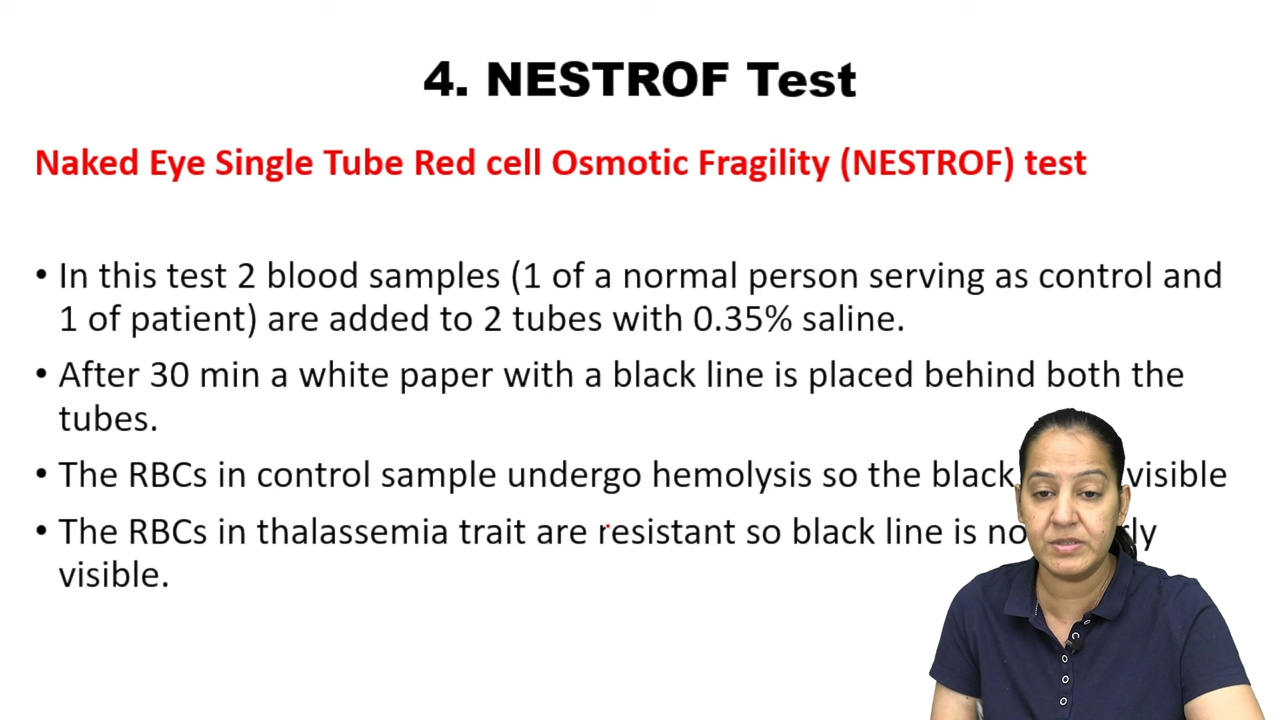 4. NESTROF Test
Naked Eye Single Tube Red cell Osmotic Fragility (NESTROF) test
• In this test 2 blood samples (1 of a normal person serving as control and
1 of patient) are added to 2 tubes with 0.35% saline.
• After 30 min a white paper with a black line is placed behind both the
tubes.
• The RBCs in control sample undergo hemolysis so the black visible
• The RBCs in thalassemia trait are resistant so black line is
visible.